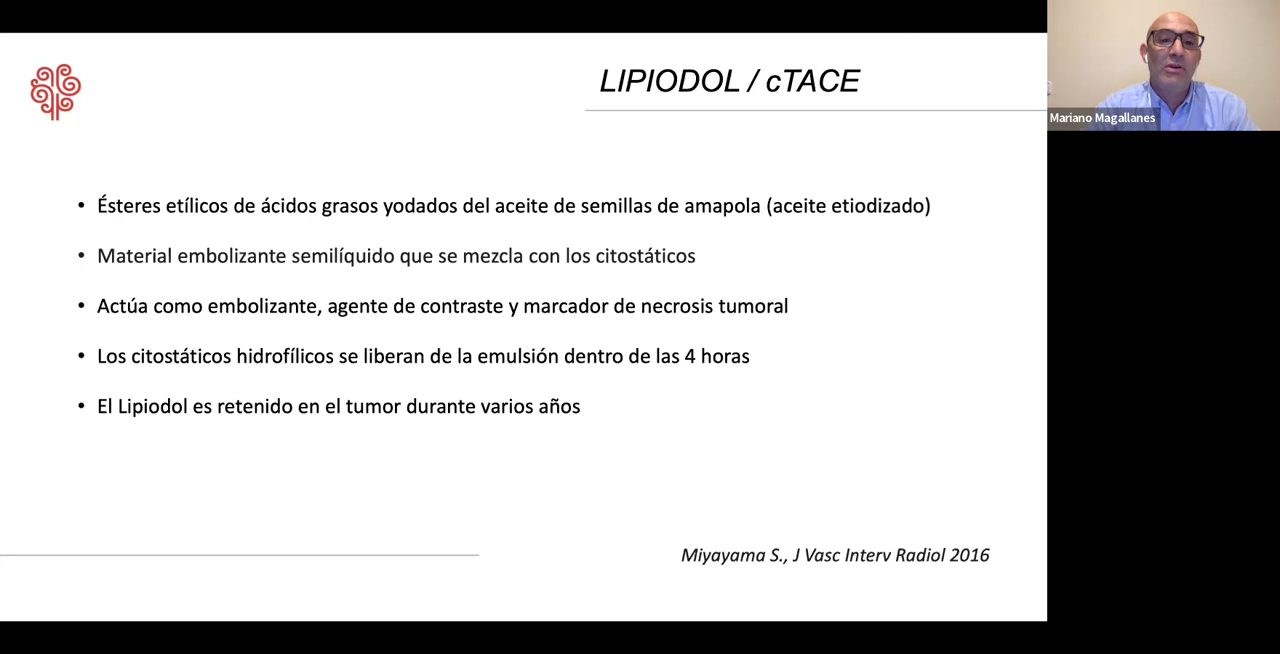 LIPIODOL / cTACE
Mariano Magallanes
• Ésteres etílicos de ácidos grasos yodados del aceite de semillas de amapola (aceite etiodizado)
• Material embolizante semilíquido que se mezcla con los citostáticos
• Actúa como embolizante, agente de contraste y marcador de necrosis tumoral
• Los citostáticos hidrofílicos se liberan de la emulsión dentro de las 4 horas
• El Lipiodol es retenido en el tumor durante varios años
Miyayama S., J Vasc Interv Radiol 2016